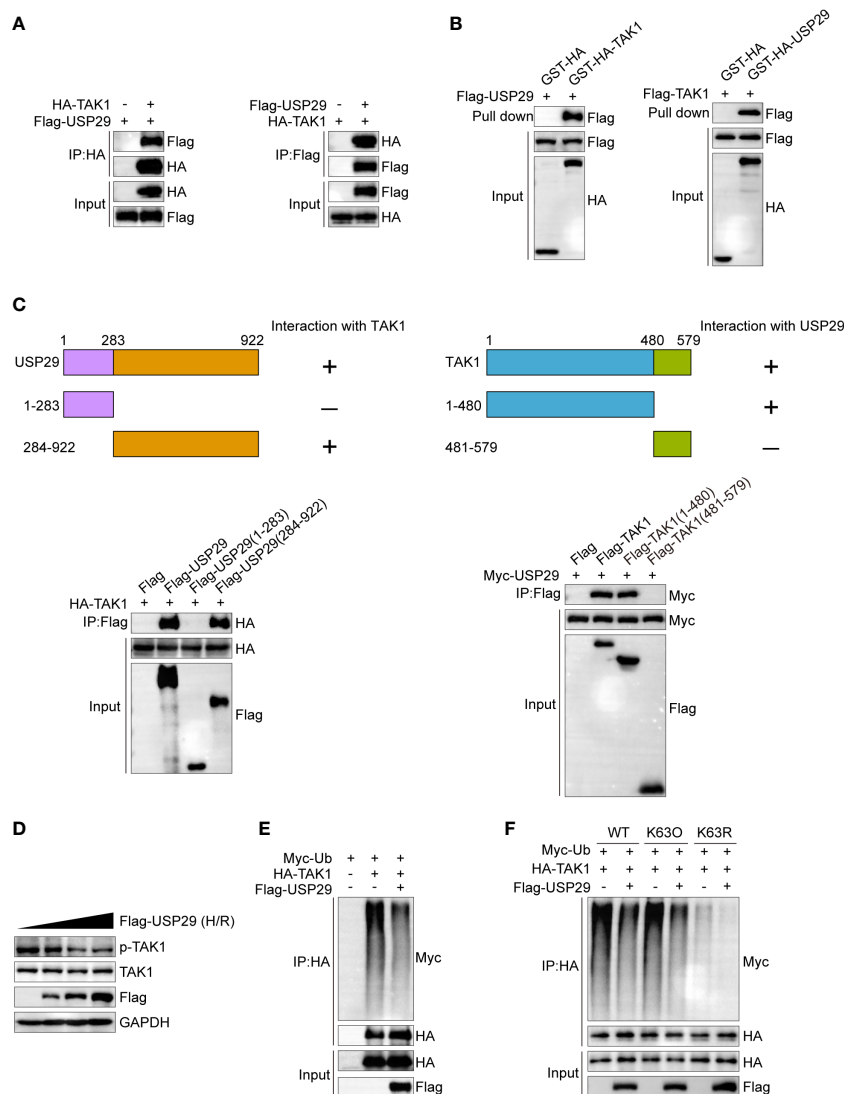 A
HA-TAK1 - +
Flag-USP29 + +
IP:HA
Flag
HA
Input
HA
Flag
Flag-USP29 - +
HA-TAK1 + +
IP:Flag
HA
Flag
Input
Flag
HA
B
GST-HA
GST-HA-TAK1
Flag-USP29 + +
Pull down
Flag
Flag
Input
HA
GST-HA
GST-HA-USP29
Flag-TAK1 + +
Pull down
Flag
Flag
Input
HA
C
1 283 922
Interaction with TAK1
USP29 +
1-283 —
284-922 +
1 480 579
Interaction with USP29
TAK1 +
1-480 +
481-579 —
Flag
Flag-USP29
Flag-USP29(1-283)
Flag-USP29(284-922)
HA-TAK1 + + + +
IP:Flag
HA
HA
Input
Flag
Flag
Flag-TAK1
Flag-TAK1(1-480)
Flag-TAK1(481-579)
Myc-USP29 + + + +
IP:Flag
Myc
Myc
Input
Flag
D
Flag-USP29 (H/R)
p-TAK1
TAK1
Flag
GAPDH
E
Myc-Ub + + +
HA-TAK1 - + +
Flag-USP29 - - +
IP:HA
Myc
HA
Input
HA
Flag
F
WT K63O K63R
Myc-Ub + + + + + +
HA-TAK1 + + + + + +
Flag-USP29 - + - + - +
IP:HA
Myc
HA
Input
HA
Flag